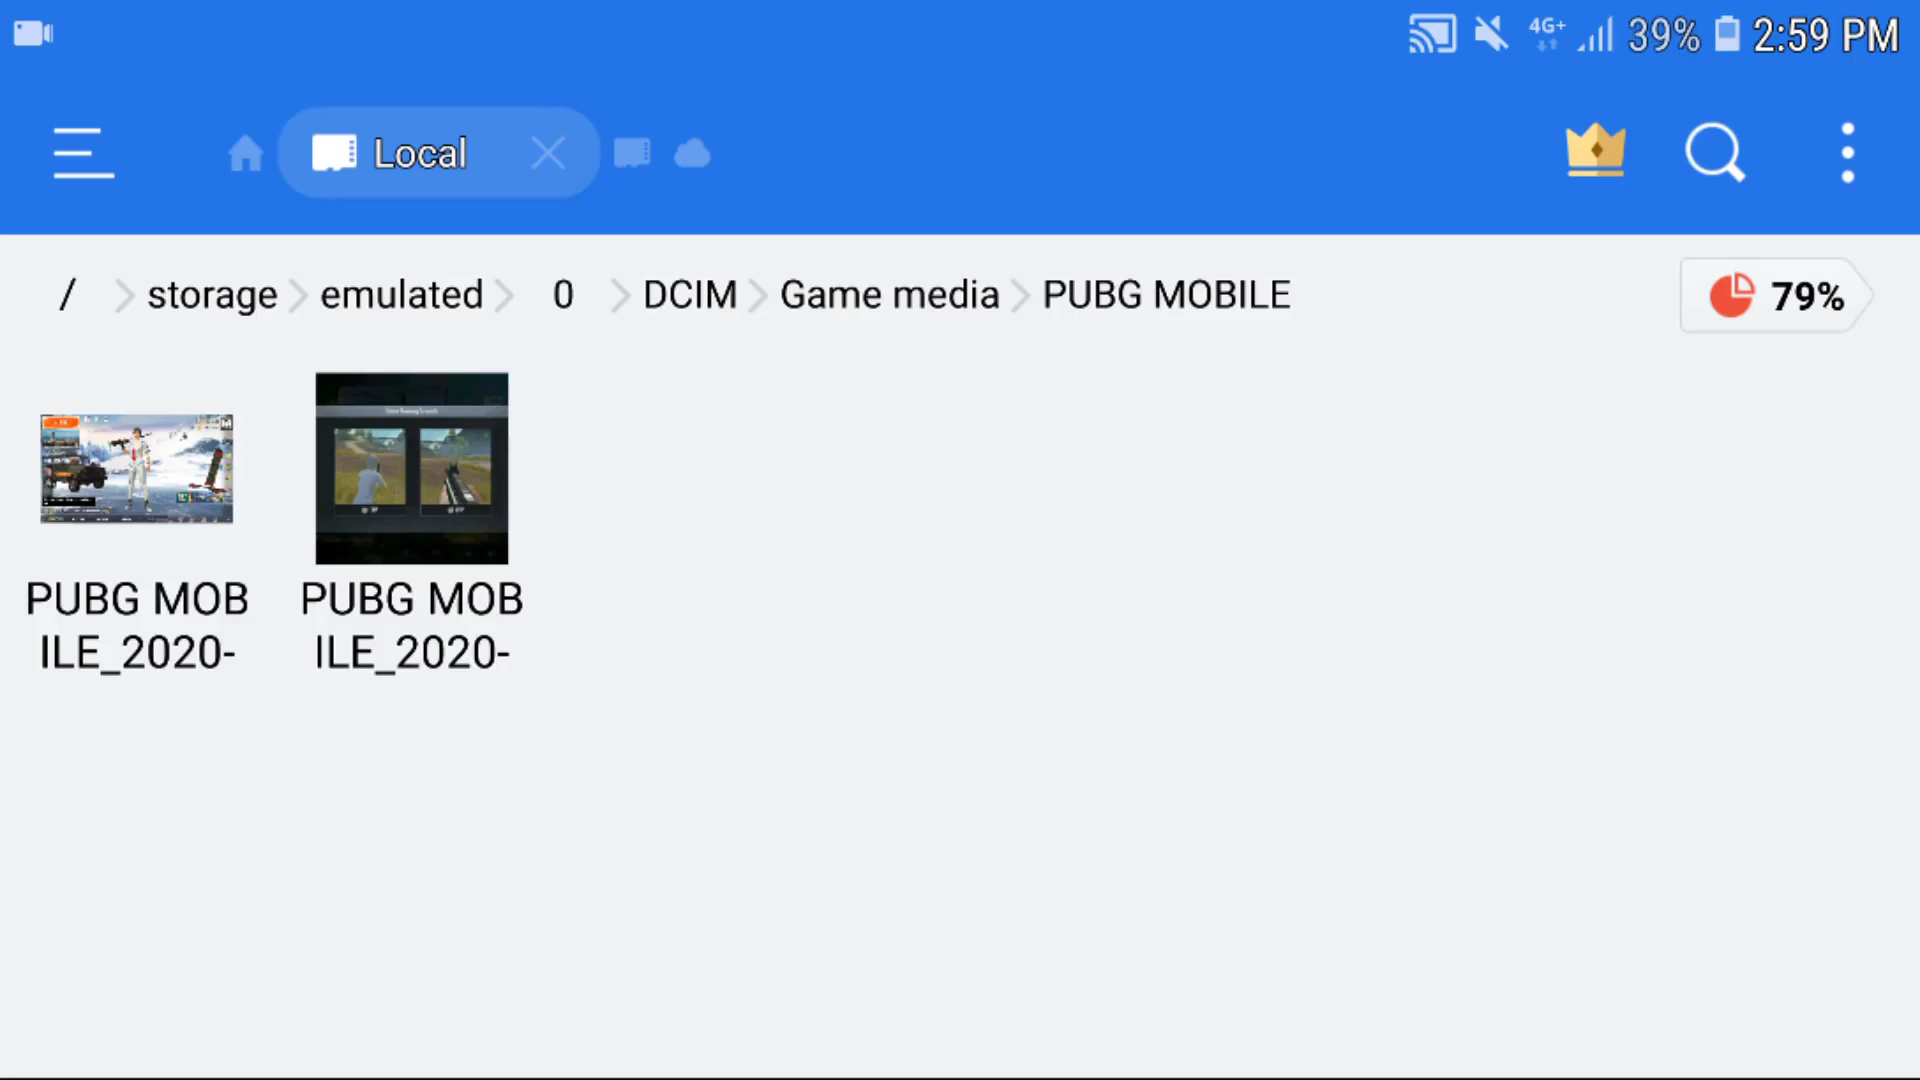 4G+ 39% 2:59 PM
Local
/ storage emulated 0 DCIM Game media PUBG MOBILE 79%
PUBG MOB PUBG MOB
ILE_2020- ILE_2020-